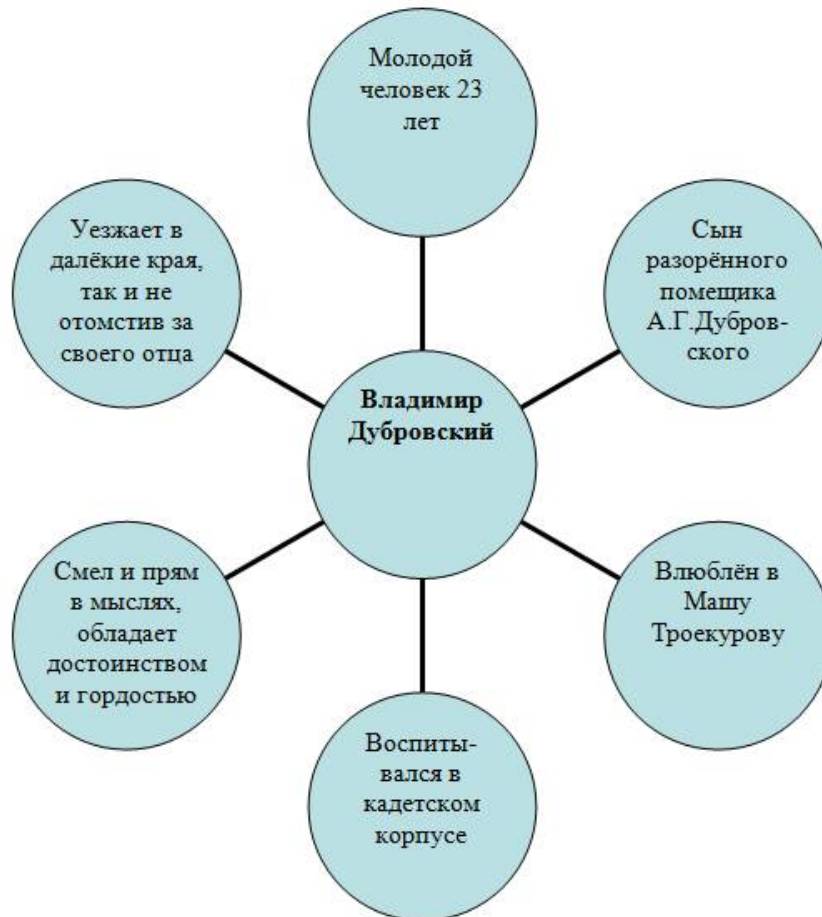 Молодой
человек 23
лет
Уезжает в
далёкие края,
так и не
отомстив за
своего отца
Сын
разорённого
помещика
А.Г.Дубров-
ского
Владимир
Дубровский
Смел и прям
в мыслях,
обладает
достоинством
и гордостью
Влюблён в
Машу
Троекурову
Воспиты-
вался в
кадетском
корпусе